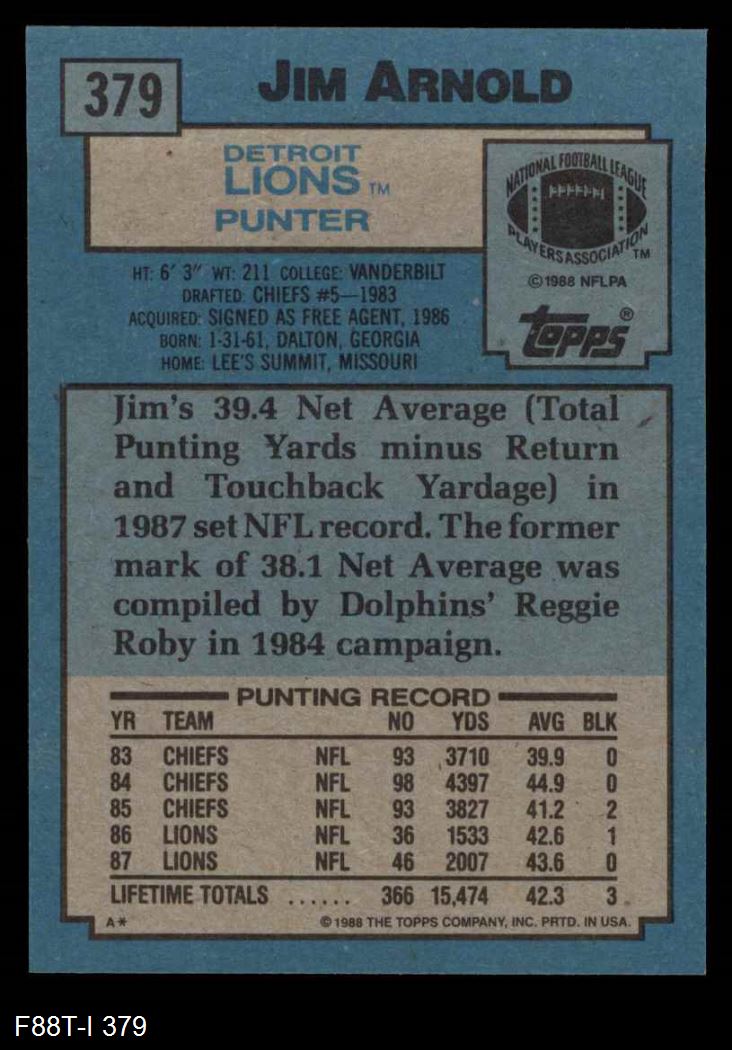 379
JIM ARNOLD
DETROIT
LIONS TM
PUNTER
NATIONAL FOOTBALL LEAGUE
PLAYERS ASSOCIATION TM
©1988 NFLPA
topps®
HT: 6' 3" WT: 211 COLLEGE: VANDERBILT
DRAFTED: CHIEFS #5—1983
ACQUIRED: SIGNED AS FREE AGENT, 1986
BORN: 1-31-61, DALTON, GEORGIA
HOME: LEE'S SUMMIT, MISSOURI
Jim's 39.4 Net Average (Total
Punting Yards minus Return
and Touchback Yardage) in
1987 set NFL record. The former
mark of 38.1 Net Average was
compiled by Dolphins' Reggie
Roby in 1984 campaign.
PUNTING RECORD
YR TEAM NO YDS AVG BLK
83 CHIEFS NFL 93 3710 39.9 0
84 CHIEFS NFL 98 4397 44.9 0
85 CHIEFS NFL 93 3827 41.2 2
86 LIONS NFL 36 1533 42.6 1
87 LIONS NFL 46 2007 43.6 0
LIFETIME TOTALS ...... 366 15,474 42.3 3
A* ©1988 THE TOPPS COMPANY, INC. PRTD. IN USA.
F88T-I 379